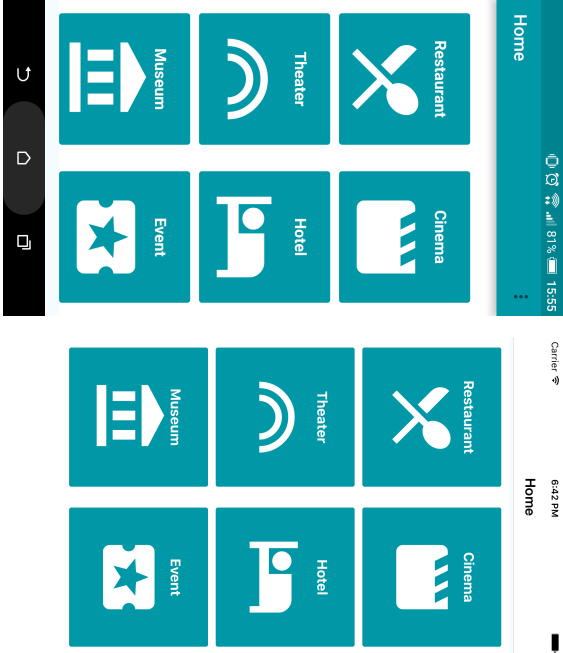 81% 15:55
Home
Restaurant
Cinema
Theater
Hotel
Museum
Event
Carrier
6:42 PM
Home
Restaurant
Cinema
Theater
Hotel
Museum
Event